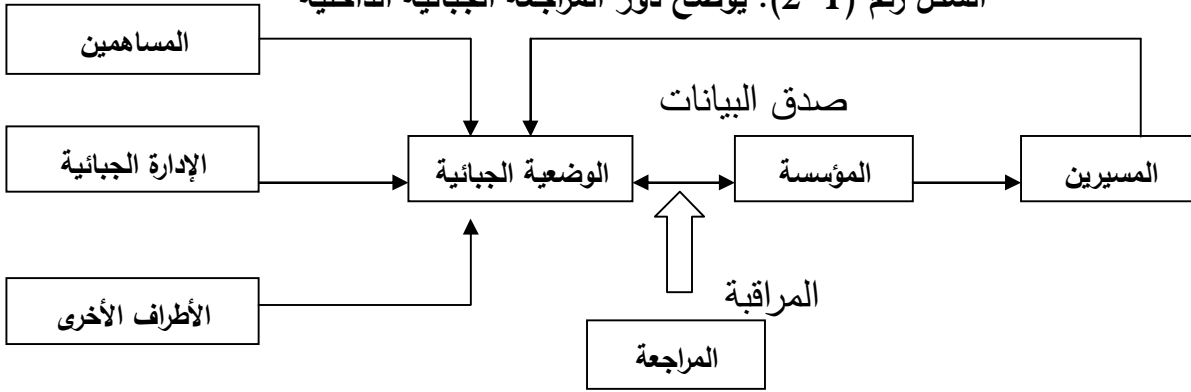 الشكل رقم (1-2): يوضح دور المراجعة الجبائية الداخلية
المساهمين
صدق البيانات
الإدارة الجبائية
الوضعية الجبائية
المؤسسة
المسيرين
المراقبة
الأطراف الأخرى
المراجعة